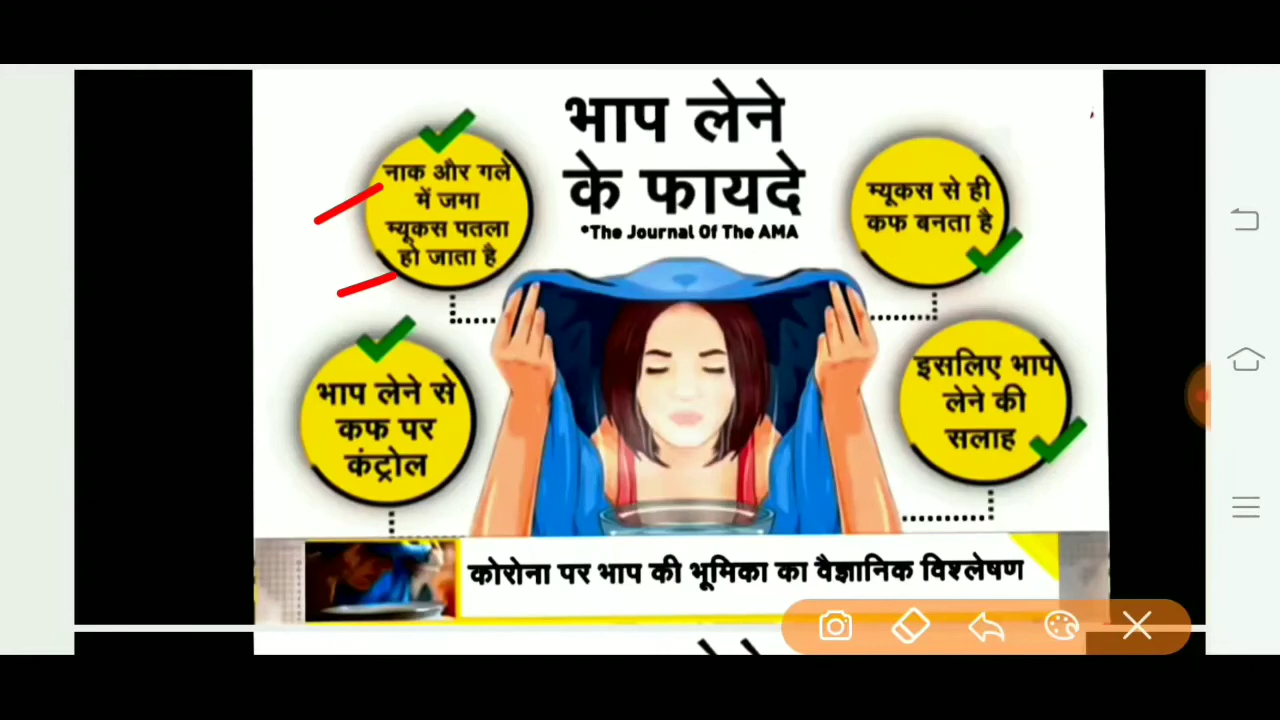 भाप लेने
के फायदे
*The Journal Of The AMA
नाक और गले
में जमा
म्यूकस पतला
हो जाता है
म्यूकस से ही
कफ बनता है
भाप लेने से
कफ पर
कंट्रोल
इसलिए भाप
लेने की
सलाह
कोरोना पर भाप की भूमिका का वैज्ञानिक विश्लेषण